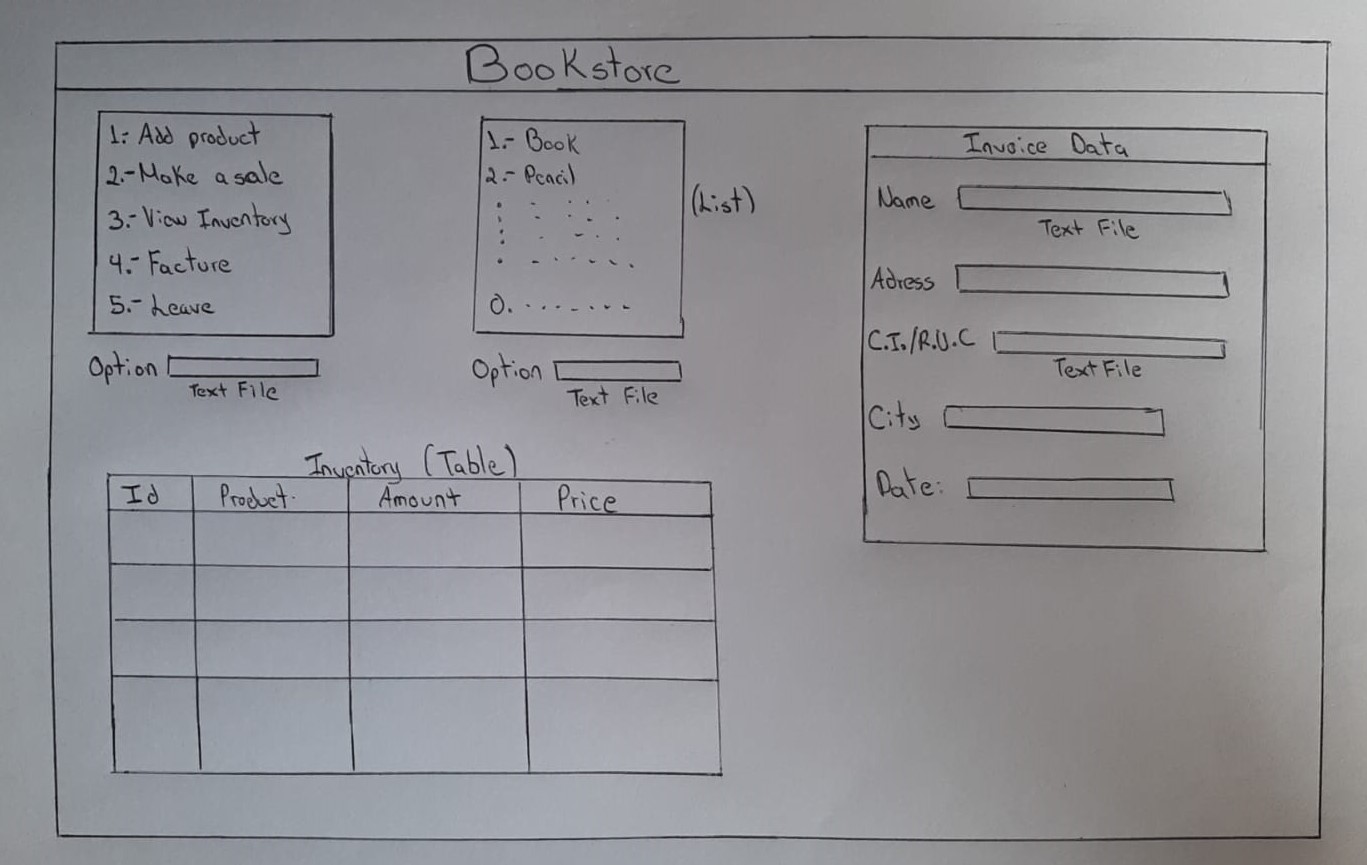 Bookstore
1.- Add product
2.- Make a sale
3.- View Inventory
4.- Facture
5.- Leave
Option
Text File
1.- Book
2.- Pencil
0.
(List)
Option
Text File
Inventory (Table)
Id Product. Amount Price
Invoice Data
Name
Text File
Adress
C.I./R.U.C
Text File
City
Date: